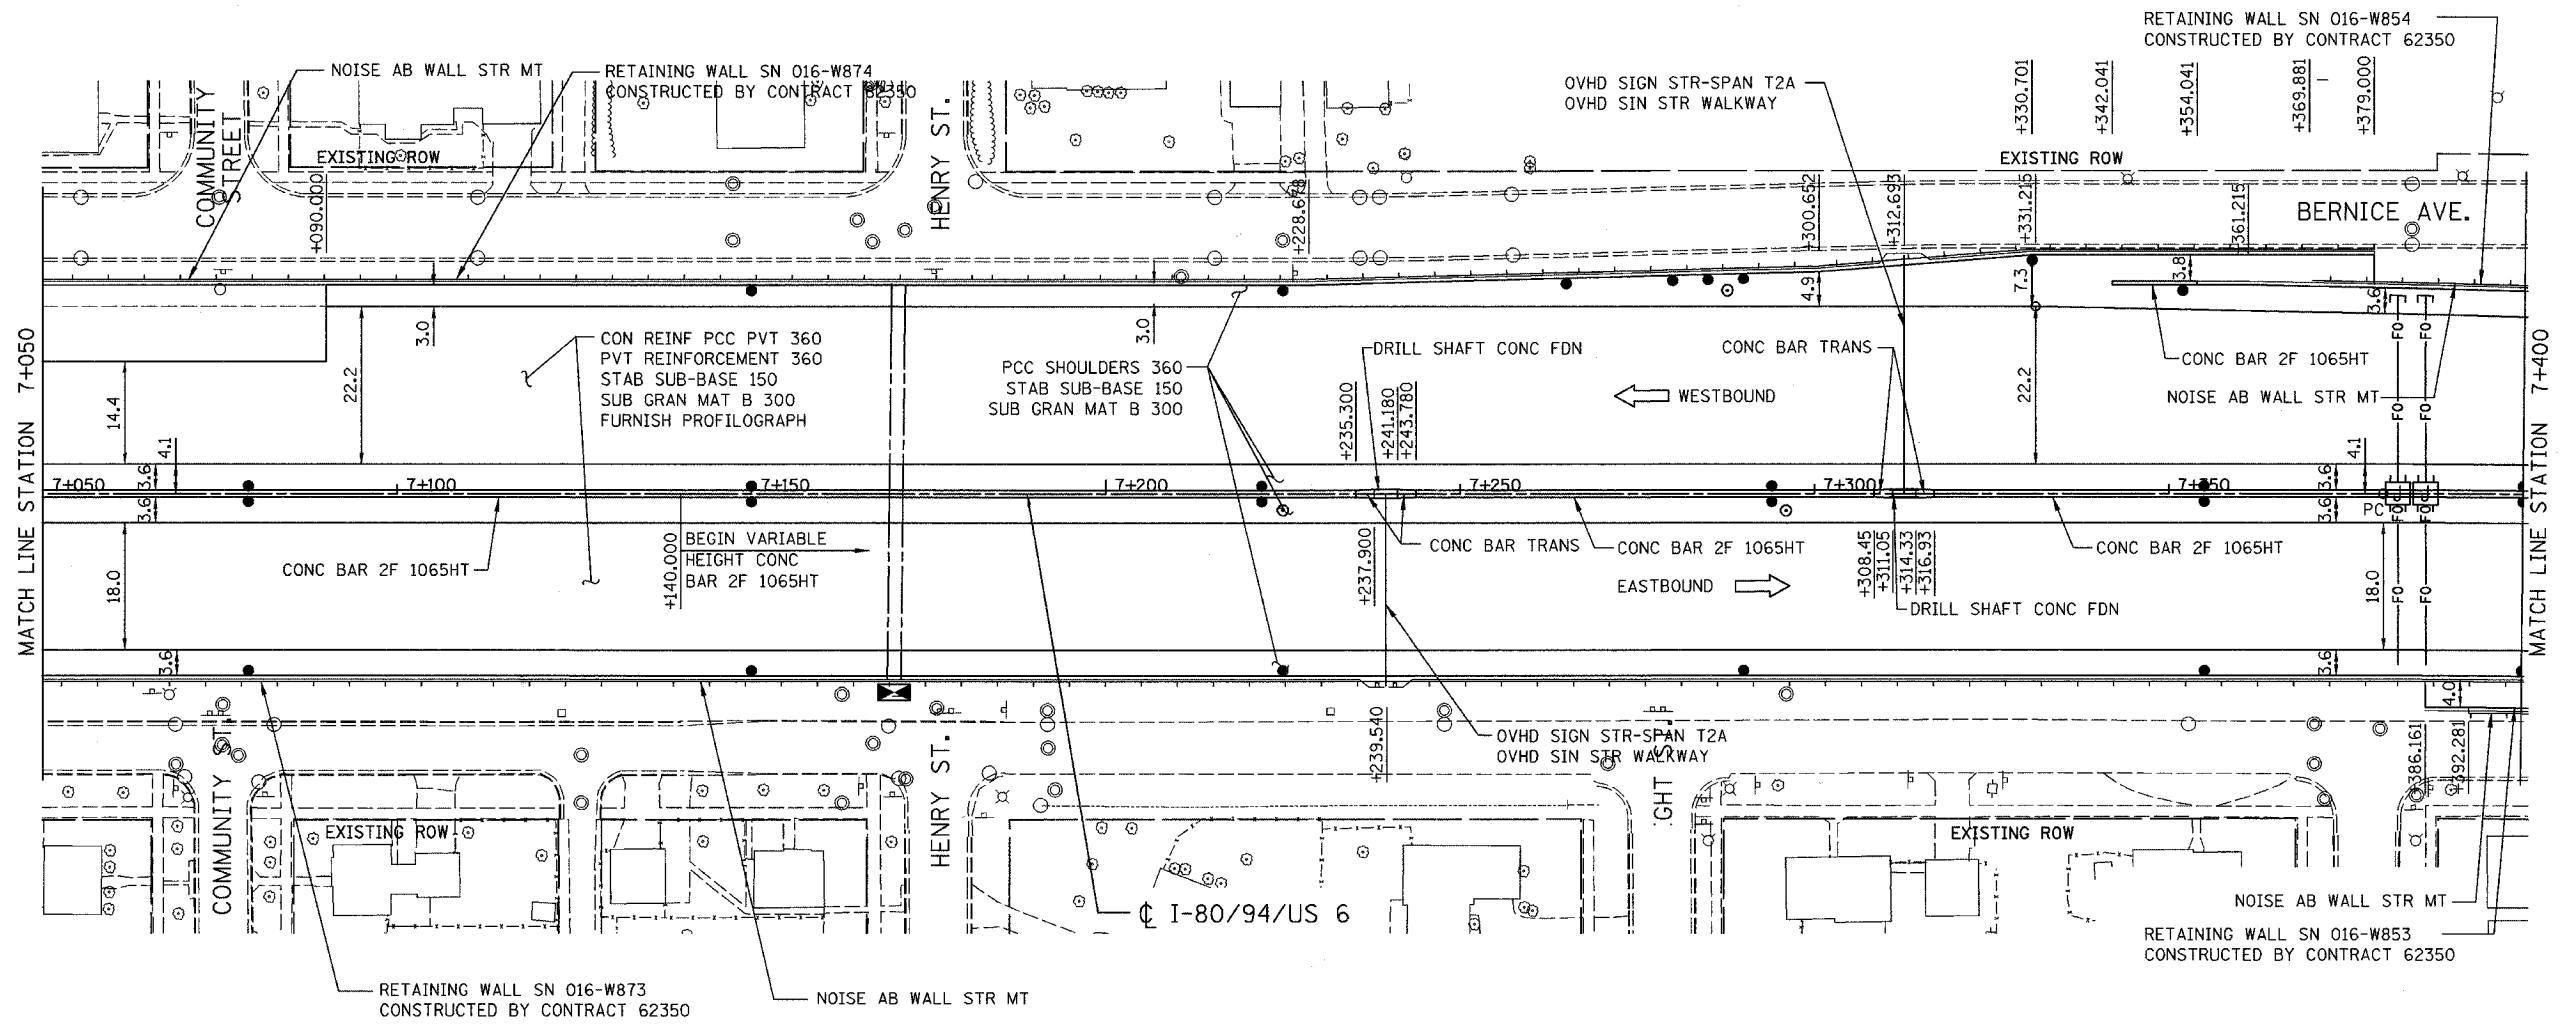 RETAINING WALL SN 016-W854
CONSTRUCTED BY CONTRACT 62350
NOISE AB WALL STR MT
RETAINING WALL SN 016-W874
CONSTRUCTED BY CONTRACT 62350
OVHD SIGN STR-SPAN T2A
OVHD SIN STR WALKWAY
+330.701
+342.041
+354.041
+369.881
+379.000
COMMUNITY
STREET
HENRY ST.
EXISTING ROW
EXISTING ROW
BERNICE AVE.
+090.000
+300.652
+312.693
+331.215
361.215
3.0
3.0
4.9
7.3
3.8
3.6
MATCH LINE STATION 7+050
14.4
22.2
CON REINF PCC PVT 360
PVT REINFORCEMENT 360
STAB SUB-BASE 150
SUB GRAN MAT B 300
FURNISH PROFILOGRAPH
PCC SHOULDERS 360
STAB SUB-BASE 150
SUB GRAN MAT B 300
DRILL SHAFT CONC FDN
CONC BAR TRANS
WESTBOUND
22.2
CONC BAR 2F 1065HT
NOISE AB WALL STR MT
FO FO
FO FO
MATCH LINE STATION 7+400
+235.300
+241.180
+243.780
4.1
3.6
3.6
7+050
7+100
7+150
7+200
7+250
7+300
7+350
4.1
3.6
3.6
PC
FO FO
CONC BAR 2F 1065HT
+140.000
BEGIN VARIABLE
HEIGHT CONC
BAR 2F 1065HT
+237.900
CONC BAR TRANS
CONC BAR 2F 1065HT
EASTBOUND
+308.45
+311.05
+314.33
+316.93
CONC BAR 2F 1065HT
DRILL SHAFT CONC FDN
18.0
18.0
FO FO
3.6
3.6
4.0
COMMUNITY ST.
HENRY ST.
+239.540
OVHD SIGN STR-SPAN T2A
OVHD SIN STR WALKWAY
GHT ST.
386.161
+392.281
EXISTING ROW
EXISTING ROW
℄ I-80/94/US 6
NOISE AB WALL STR MT
RETAINING WALL SN 016-W853
CONSTRUCTED BY CONTRACT 62350
RETAINING WALL SN 016-W873
CONSTRUCTED BY CONTRACT 62350
NOISE AB WALL STR MT